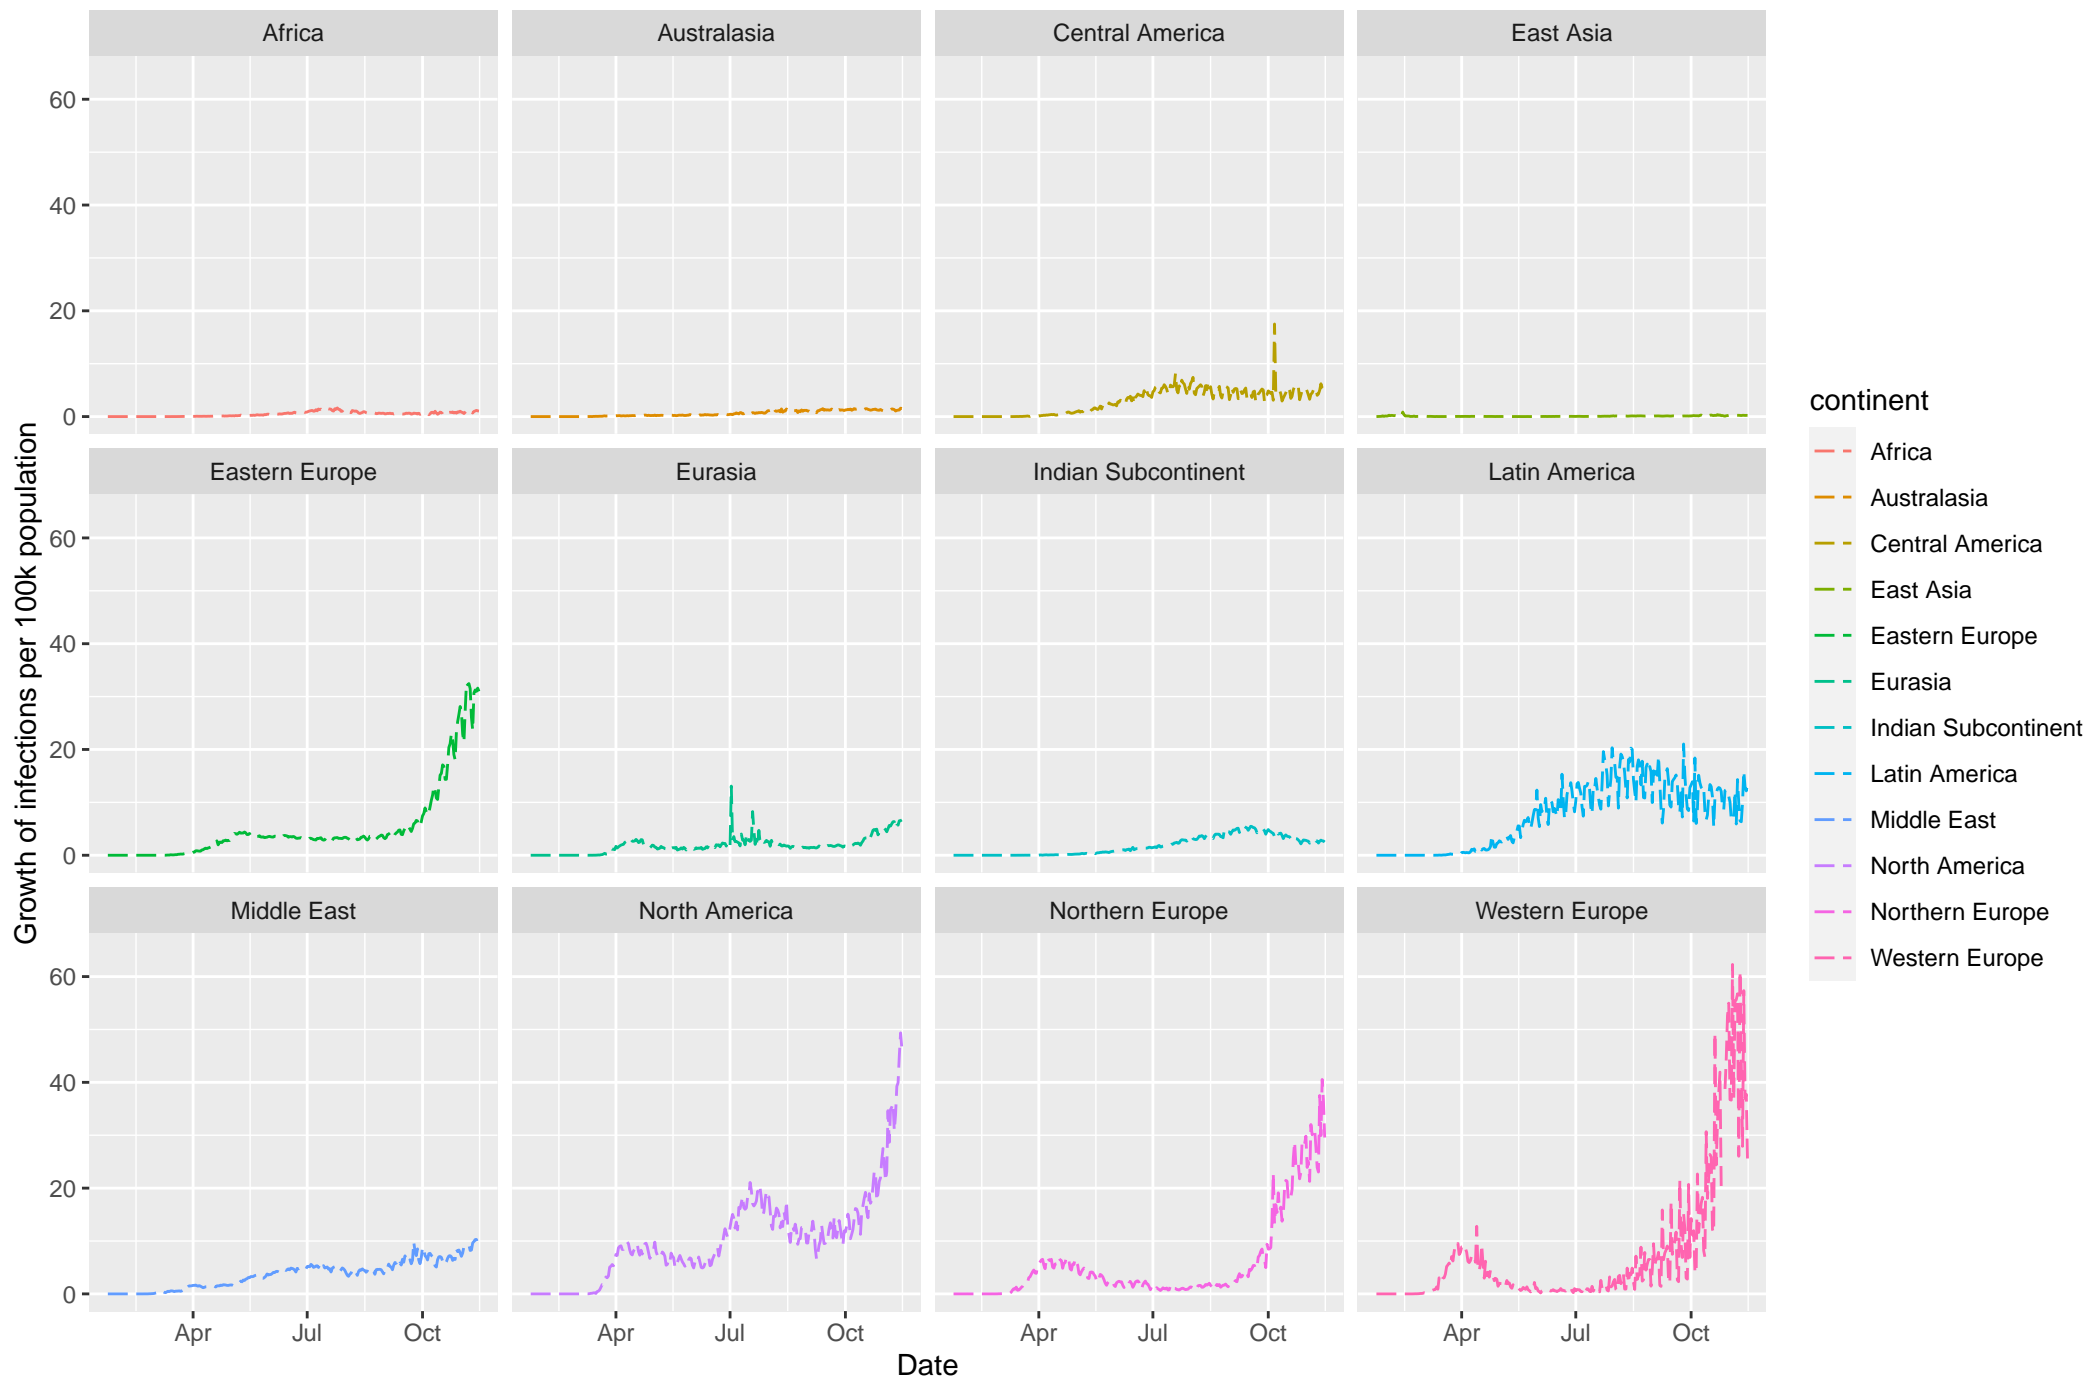 Africa
Australasia
Central America
East Asia
60
40
20
0
Eastern Europe
Eurasia
Indian Subcontinent
Latin America
60
40
20
0
Middle East
North America
Northern Europe
Western Europe
60
40
20
0
Apr Jul Oct
Apr Jul Oct
Apr Jul Oct
Apr Jul Oct
Date
Growth of infections per 100k population
continent
Africa
Australasia
Central America
East Asia
Eastern Europe
Eurasia
Indian Subcontinent
Latin America
Middle East
North America
Northern Europe
Western Europe